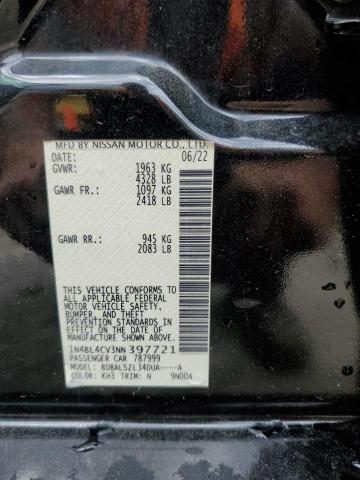 MFD BY NISSAN MOTOR CO., LTD.
DATE: 06/22
GVWR: 1963 KG
4328 LB
GAWR FR: 1097 KG
2418 LB
GAWR RR: 945 KG
2083 LB
THIS VEHICLE CONFORMS TO
ALL APPLICABLE FEDERAL
MOTOR VEHICLE SAFETY,
BUMPER, AND THEFT
PREVENTION STANDARDS IN
EFFECT ON THE DATE OF
MANUFACTURE SHOWN ABOVE.
1N4BL4CV3NN397721
PASSENGER CAR 787999
MODEL: BDBALSZL34DUA----A
COLOR: KH3 TRIM: N 9N00A